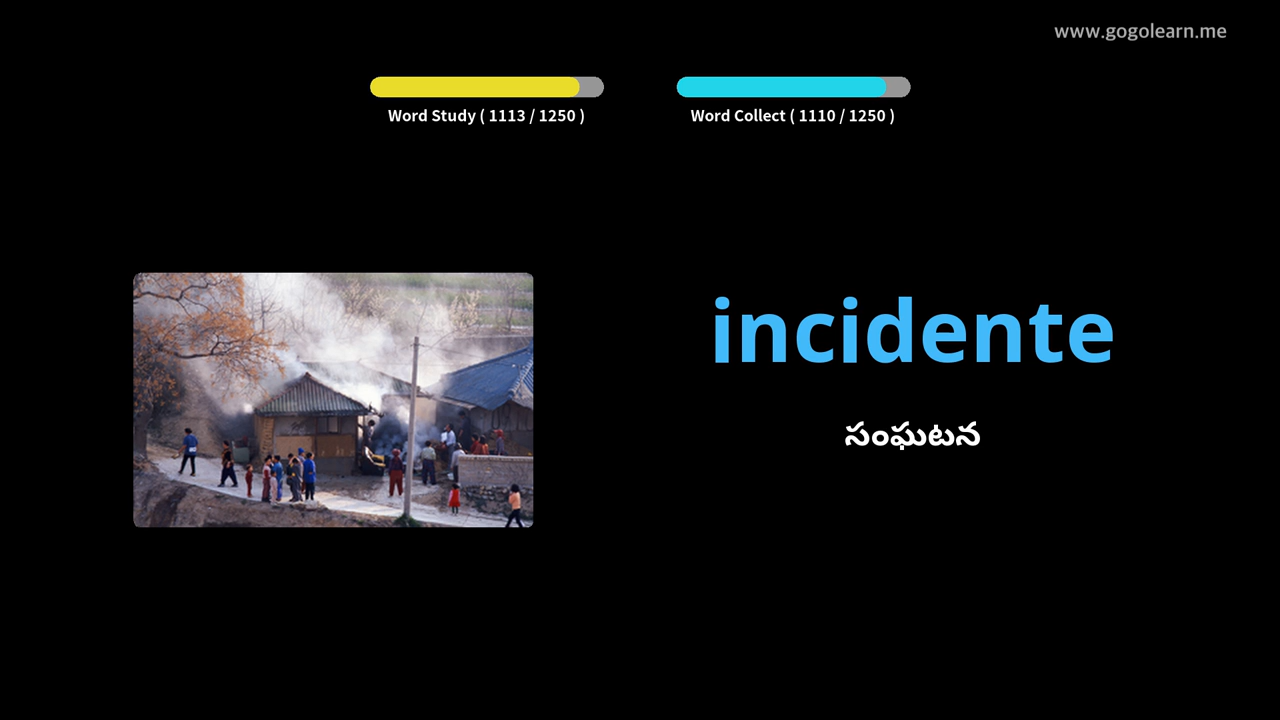 www.gogolearn.me
Word Study ( 1113 / 1250 )
Word Collect ( 1110 / 1250 )
incidente
సంఘటన